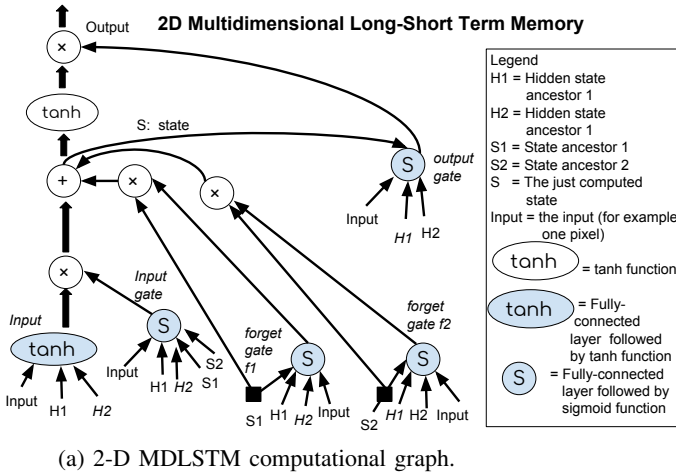 2D Multidimensional Long-Short Term Memory
Output
×
tanh
S: state
+
×
×
S
output
gate
Input
H1
H2
×
Input
gate
Input
tanh
Input
H1
H2
S
Input
H1
H2
S1
S2
forget
gate
f1
S
S1
H1
H2
Input
forget
gate f2
S
S2
H1
H2
Input
Legend
H1 = Hidden state
ancestor 1
H2 = Hidden state
ancestor 1
S1 = State ancestor 1
S2 = State ancestor 2
S = The just computed
state
Input = the input (for example
one pixel)
tanh
= tanh function
tanh
= Fully-
connected
layer followed
by tanh function
S
= Fully-connected
layer followed by
sigmoid function
(a) 2-D MDLSTM computational graph.